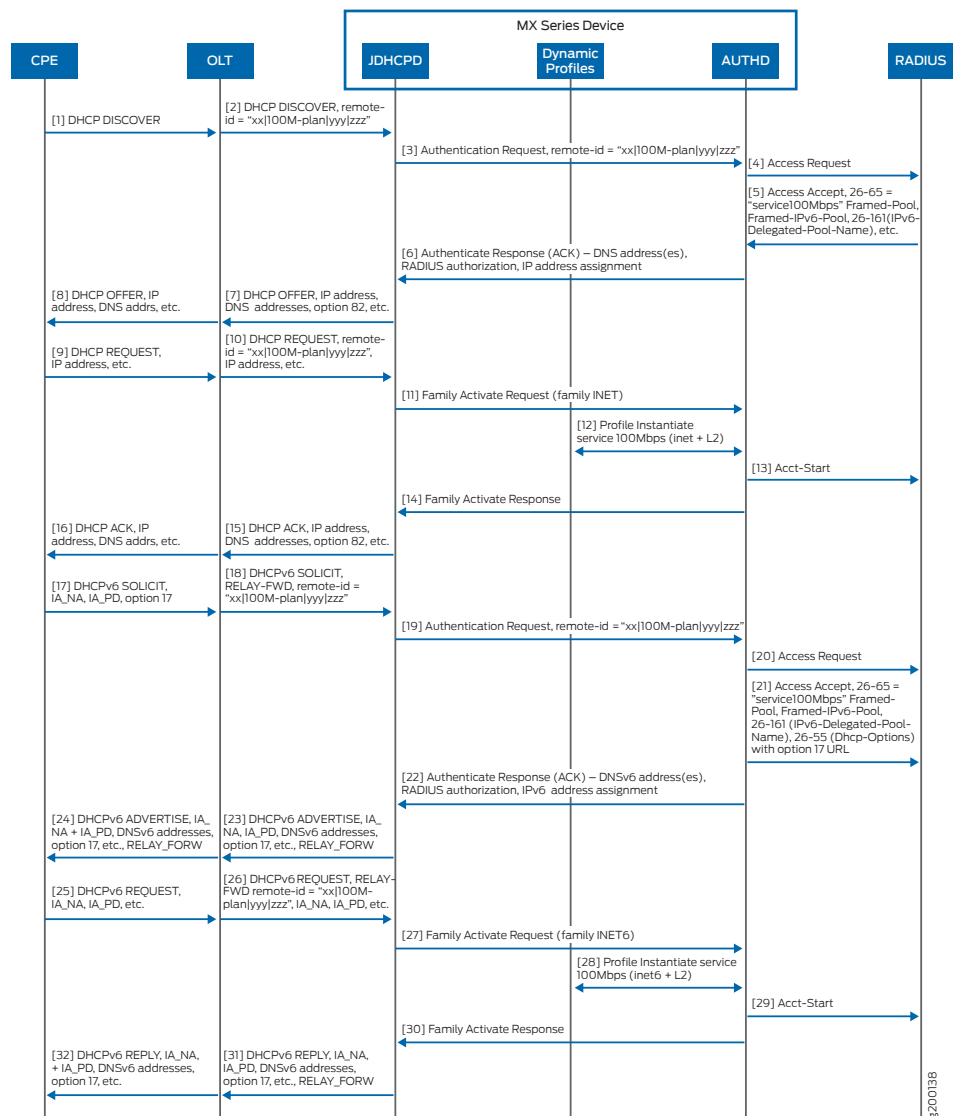 MX Series Device
CPE
OLT
JDHCPD
Dynamic
Profiles
AUTHD
RADIUS
[1] DHCP DISCOVER
[2] DHCP DISCOVER, remote-
id = “xx|100M-plan|yyy|zzz”
[3] Authentication Request, remote-id = “xx|100M-plan|yyy|zzz”
[4] Access Request
[5] Access Accept, 26-65 =
“service100Mbps” Framed-Pool,
Framed-IPv6-Pool, 26-161(IPv6-
Delegated-Pool-Name), etc.
[6] Authenticate Response (ACK) – DNS address(es),
RADIUS authorization, IP address assignment
[8] DHCP OFFER, IP
address, DNS addrs, etc.
[7] DHCP OFFER, IP address,
DNS addresses, option 82, etc.
[9] DHCP REQUEST,
IP address, etc.
[10] DHCP REQUEST, remote-
id = “xx|100M-plan|yyy|zzz”,
IP address, etc.
[11] Family Activate Request (family INET)
[12] Profile Instantiate
service 100Mbps (inet + L2)
[13] Acct-Start
[14] Family Activate Response
[16] DHCP ACK, IP
address, DNS addrs, etc.
[15] DHCP ACK, IP address,
DNS addresses, option 82, etc.
[17] DHCPv6 SOLICIT,
IA_NA, IA_PD, option 17
[18] DHCPv6 SOLICIT,
RELAY-FWD, remote-id =
“xx|100M-plan|yyy|zzz”
[19] Authentication Request, remote-id = “xx|100M-plan|yyy|zzz”
[20] Access Request
[21] Access Accept, 26-65 =
”service100Mbps” Framed-
Pool, Framed-IPv6-Pool,
26-161 (IPv6-Delegated-Pool-
Name), 26-55 (Dhcp-Options)
with option 17 URL
[22] Authenticate Response (ACK) – DNSv6 address(es),
RADIUS authorization, IPv6 address assignment
[24] DHCPv6 ADVERTISE, IA_
NA + IA_PD, DNSv6 addresses,
option 17, etc., RELAY_FORW
[23] DHCPv6 ADVERTISE, IA_
NA, IA_PD, DNSv6 addresses,
option 17, etc., RELAY_FORW
[25] DHCPv6 REQUEST,
IA_NA, IA_PD, etc.
[26] DHCPv6 REQUEST, RELAY-
FWD remote-id = “xx|100M-
plan|yyy|zzz”, IA_NA, IA_PD, etc.
[27] Family Activate Request (family INET6)
[28] Profile Instantiate service
100Mbps (inet6 + L2)
[29] Acct-Start
[30] Family Activate Response
[32] DHCPv6 REPLY, IA_NA,
+ IA_PD, DNSv6 addresses,
option 17, etc.
[31] DHCPv6 REPLY, IA_NA,
IA_PD, DNSv6 addresses,
option 17, etc., RELAY_FORW
g200138